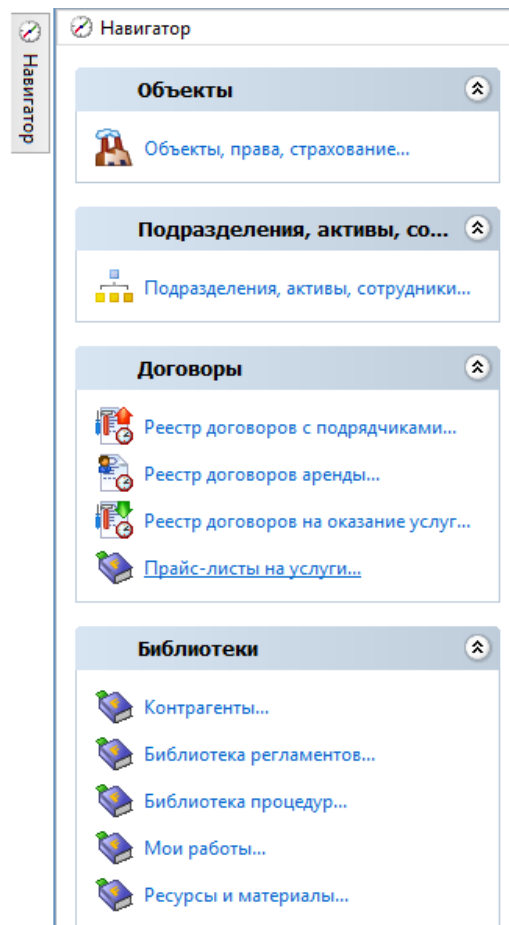 Навигатор
Навигатор
Объекты
Объекты, права, страхование...
Подразделения, активы, со...
Подразделения, активы, сотрудники...
Договоры
Реестр договоров с подрядчиками...
Реестр договоров аренды...
Реестр договоров на оказание услуг...
Прайс-листы на услуги...
Библиотеки
Контрагенты...
Библиотека регламентов...
Библиотека процедур...
Мои работы...
Ресурсы и материалы...